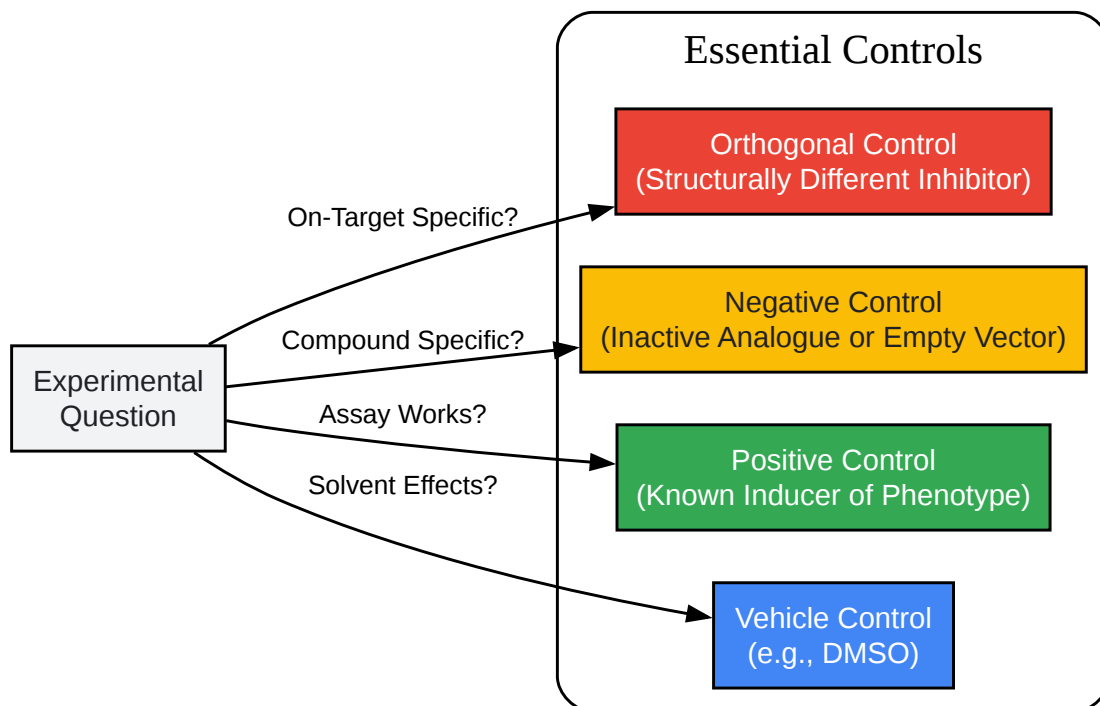 Essential Controls
Orthogonal Control
(Structurally Different Inhibitor)
On-Target Specific?
Negative Control
(Inactive Analogue or Empty Vector)
Compound Specific?
Experimental
Question
Assay Works?
Positive Control
(Known Inducer of Phenotype)
Solvent Effects?
Vehicle Control
(e.g., DMSO)